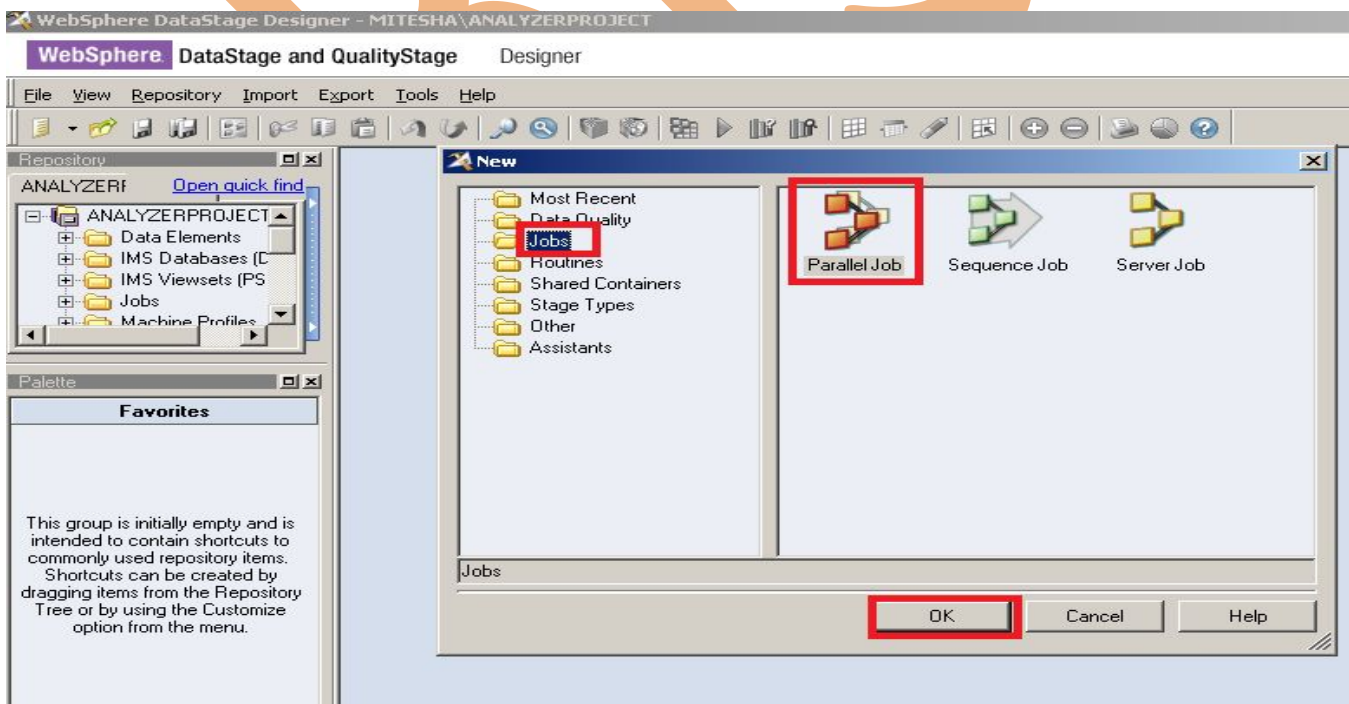 WebSphere DataStage Designer - MITESHA\ANALYZERPROJECT
WebSphere. DataStage and QualityStage Designer
File View Repository Import Export Tools Help
Repository
ANALYZERF Open quick find
ANALYZERPROJECT
Data Elements
IMS Databases (D
IMS Viewsets (PS
Jobs
Machine Profiles
Palette
Favorites
This group is initially empty and is
intended to contain shortcuts to
commonly used repository items.
Shortcuts can be created by
dragging items from the Repository
Tree or by using the Customize
option from the menu.
New
Most Recent
Data Quality
Jobs
Routines
Shared Containers
Stage Types
Other
Assistants
Parallel Job Sequence Job Server Job
Jobs
OK Cancel Help